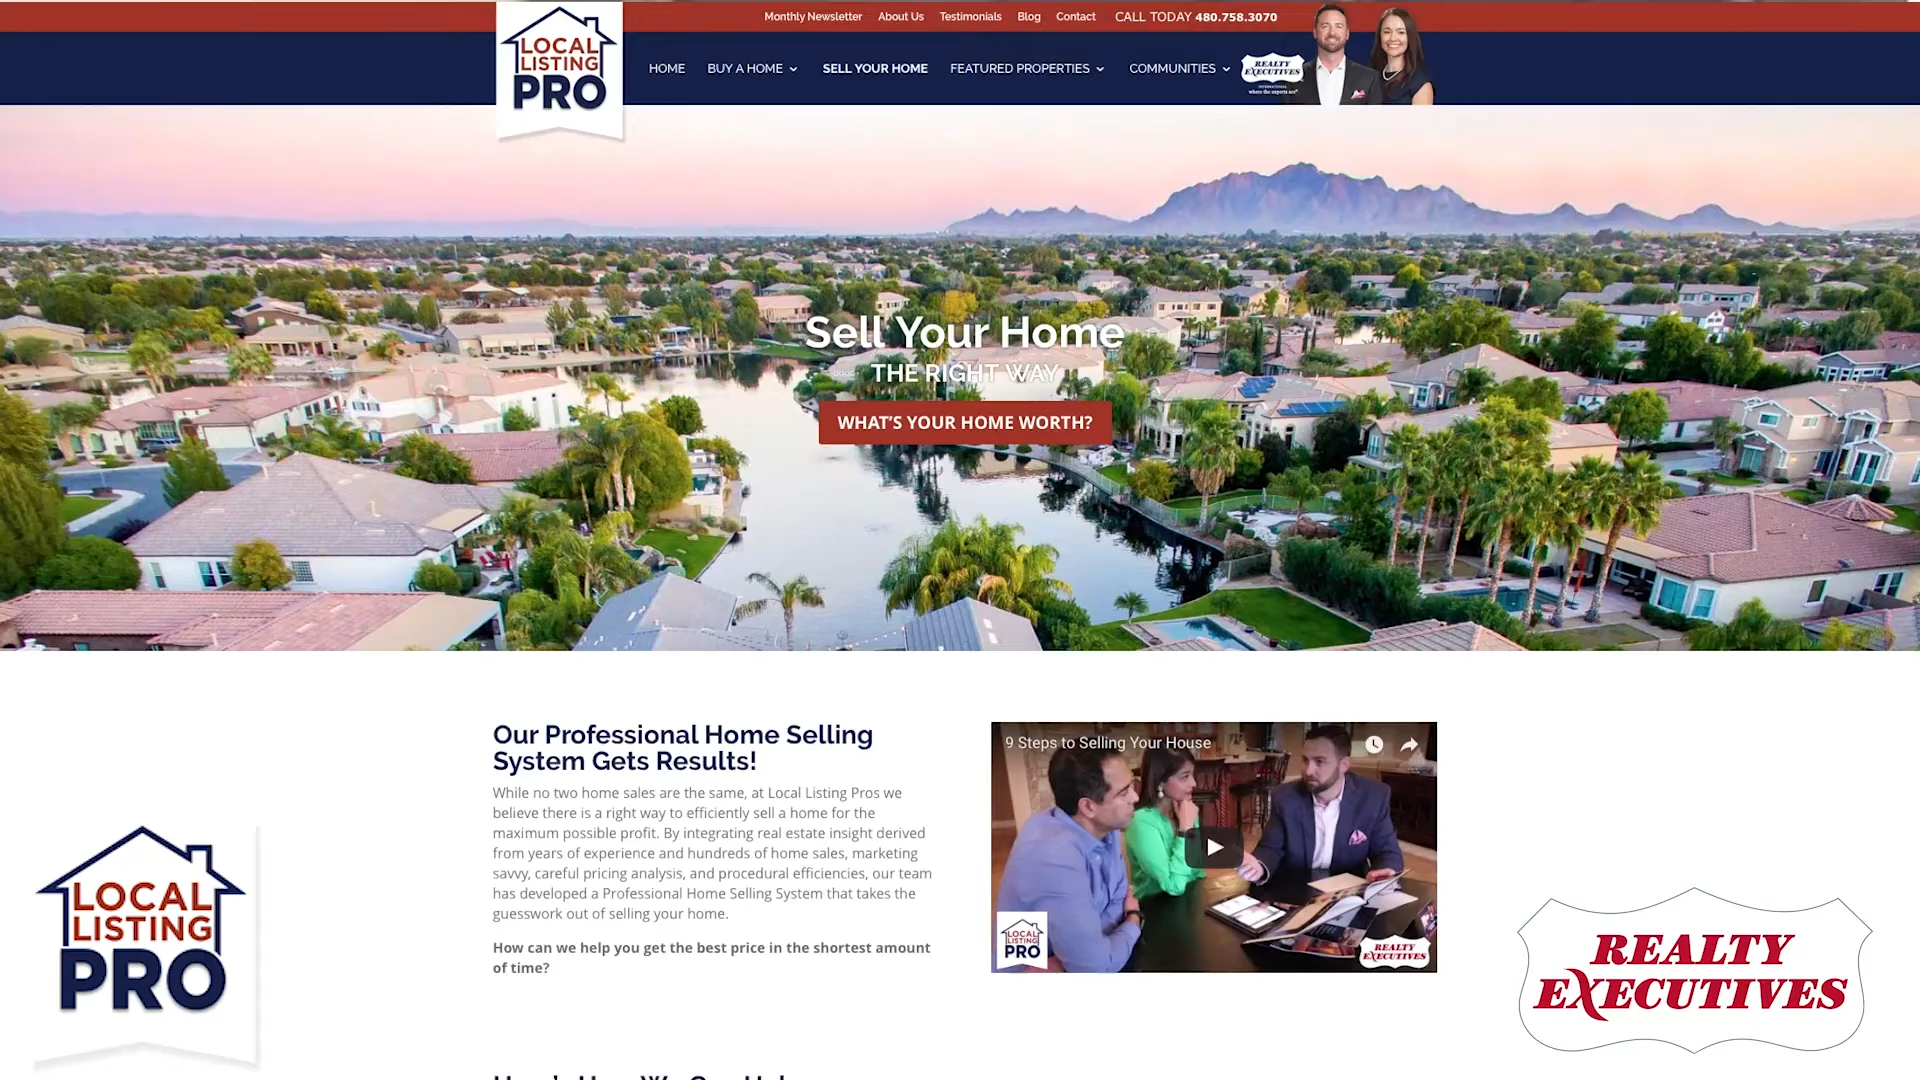 Monthly Newsletter About Us Testimonials Blog Contact CALL TODAY 480.758.3070
LOCAL
LISTING
PRO
HOME BUY A HOME SELL YOUR HOME FEATURED PROPERTIES COMMUNITIES
REALTY
EXECUTIVES
INTERNATIONAL
where the experts are
Sell Your Home
THE RIGHT WAY
WHAT'S YOUR HOME WORTH?
Our Professional Home Selling
System Gets Results!
While no two home sales are the same, at Local Listing Pros we
believe there is a right way to efficiently sell a home for the
maximum possible profit. By integrating real estate insight derived
from years of experience and hundreds of home sales, marketing
savvy, careful pricing analysis, and procedural efficiencies, our team
has developed a Professional Home Selling System that takes the
guesswork out of selling your home.
How can we help you get the best price in the shortest amount
of time?
9 Steps to Selling Your House
LOCAL
LISTING
PRO
REALTY
EXECUTIVES
LOCAL
LISTING
PRO
REALTY
EXECUTIVES